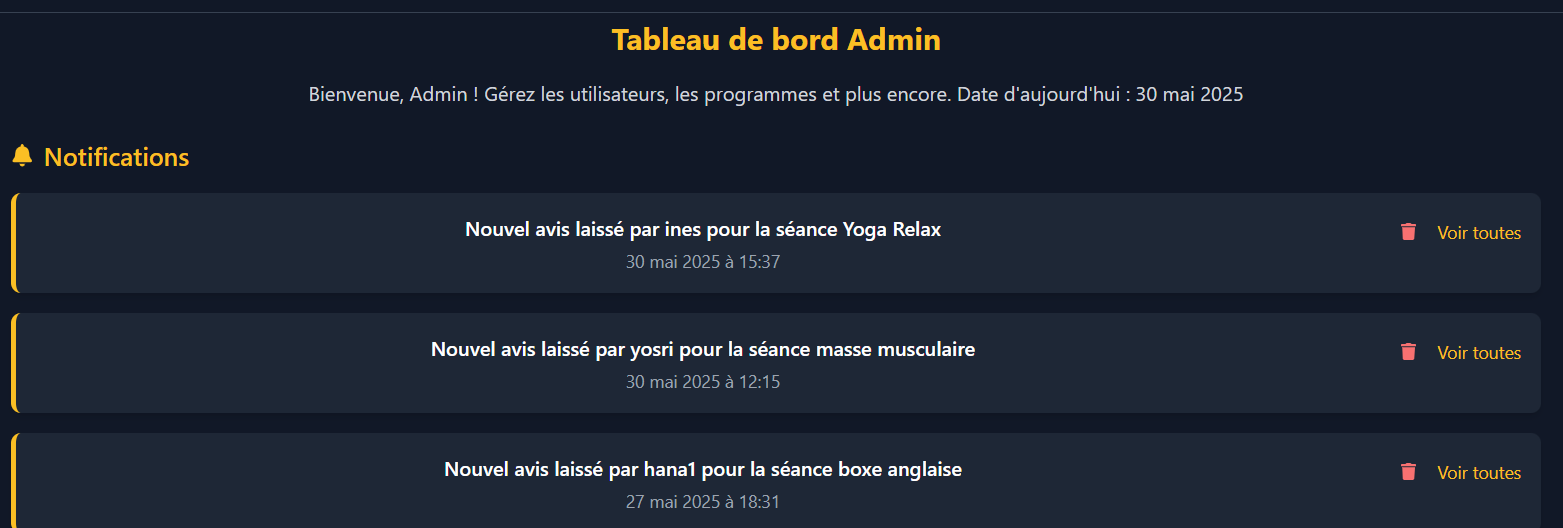 Tableau de bord Admin
Bienvenue, Admin ! Gérez les utilisateurs, les programmes et plus encore. Date d'aujourd'hui : 30 mai 2025
Notifications
Nouvel avis laissé par ines pour la séance Yoga Relax
30 mai 2025 à 15:37
Voir toutes
Nouvel avis laissé par yosri pour la séance masse musculaire
30 mai 2025 à 12:15
Voir toutes
Nouvel avis laissé par hana1 pour la séance boxe anglaise
27 mai 2025 à 18:31
Voir toutes